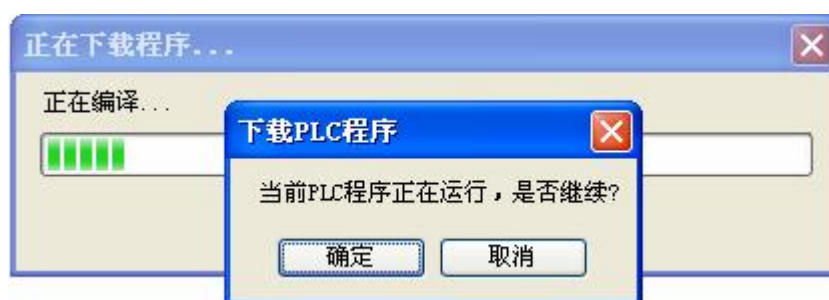 正在下载程序...
正在编译...
下载PLC程序
当前PLC程序正在运行，是否继续?
确定
取消